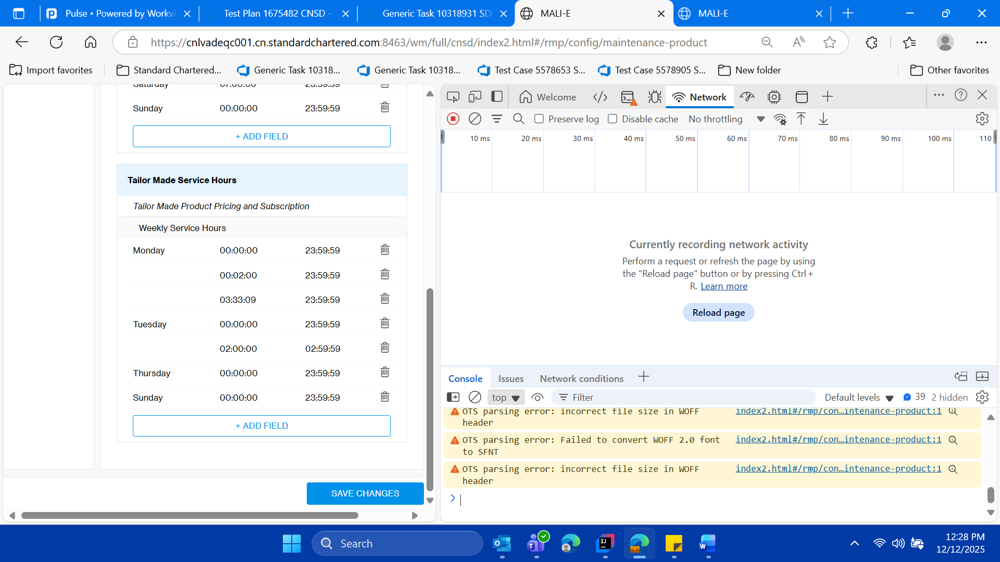 Pulse • Powered by Workvi
Test Plan 1675482 CNSD -
Generic Task 10318931 SD
MALI-E
MALI-E
https://cnlvadeqc001.cn.standardchartered.com:8463/wm/full/cnsd/index2.html#/rmp/config/maintenance-product
Import favorites
Standard Chartered...
Generic Task 10318...
Generic Task 10318...
Test Case 5578653 S...
Test Case 5578905 S...
New folder
Other favorites
Saturday 07:00:00 23:59:59
Sunday 00:00:00 23:59:59
+ ADD FIELD
Tailor Made Service Hours
Tailor Made Product Pricing and Subscription
Weekly Service Hours
Monday 00:00:00 23:59:59
00:02:00 23:59:59
03:33:09 23:59:59
Tuesday 00:00:00 23:59:59
02:00:00 02:59:59
Thursday 00:00:00 23:59:59
Sunday 00:00:00 23:59:59
+ ADD FIELD
SAVE CHANGES
Welcome
Network
Preserve log
Disable cache
No throttling
10 ms 20 ms 30 ms 40 ms 50 ms 60 ms 70 ms 80 ms 90 ms 100 ms 110
Currently recording network activity
Perform a request or refresh the page by using
the "Reload page" button or by pressing Ctrl +
R. Learn more
Reload page
Console Issues Network conditions
top
Filter
Default levels
39
2 hidden
OTS parsing error: incorrect file size in WOFF index2.html#/rmp/con…intenance-product:1
header
OTS parsing error: Failed to convert WOFF 2.0 font index2.html#/rmp/con…intenance-product:1
to SFNT
OTS parsing error: incorrect file size in WOFF index2.html#/rmp/con…intenance-product:1
header
Search
12:28 PM
12/12/2025